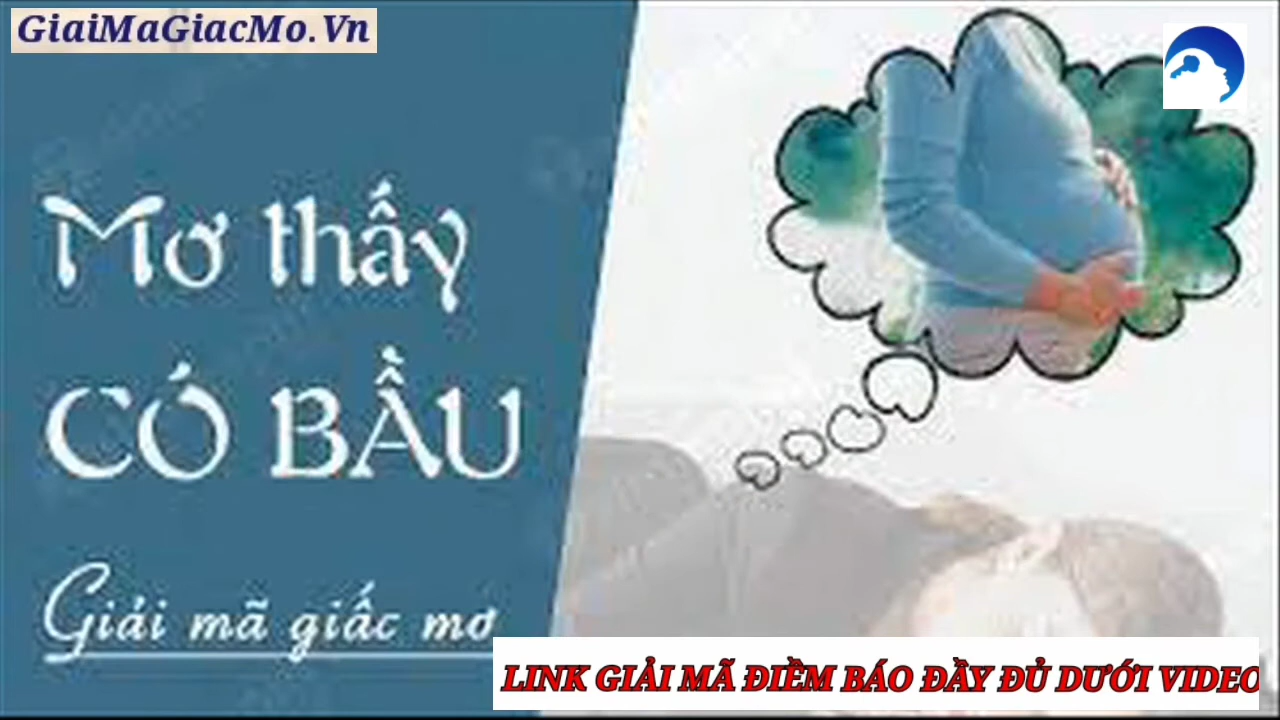 GiaiMaGiacMo.Vn
Mơ thấy
CÓ BẦU
Giải mã giấc mơ
LINK GIẢI MÃ ĐIỀM BÁO ĐẦY ĐỦ DƯỚI VIDEO